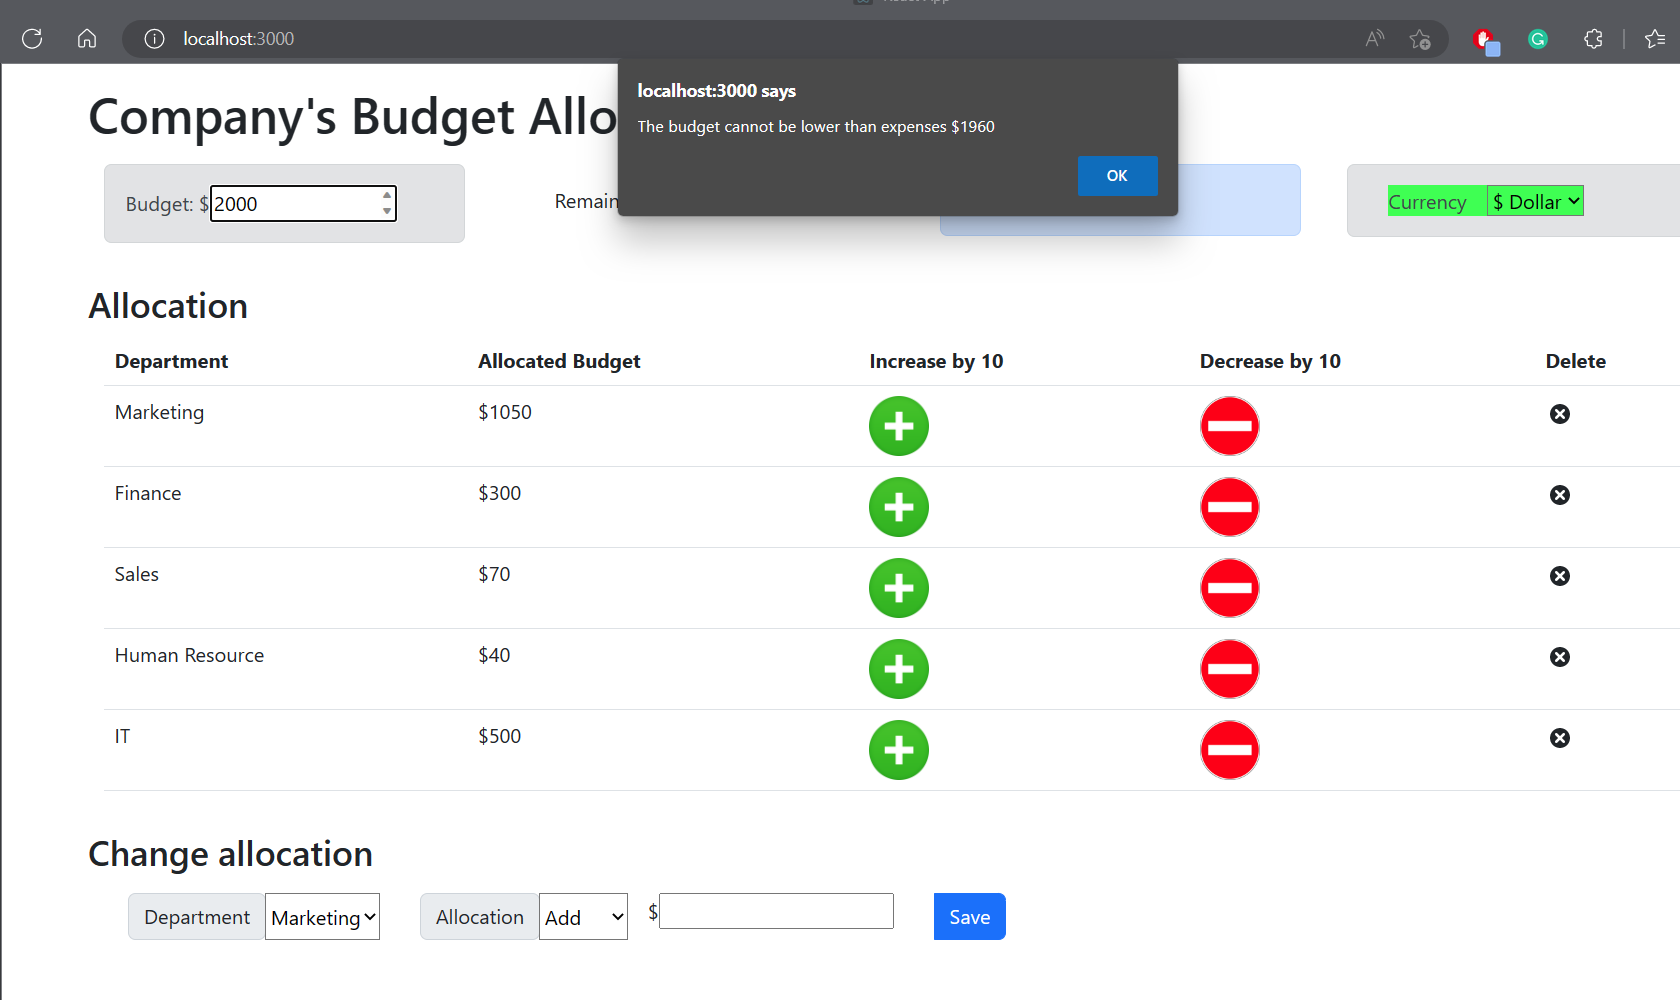 localhost:3000
localhost:3000 says
The budget cannot be lower than expenses $1960
OK
Company's Budget Allo
Budget: $ 2000
Remain
Currency $ Dollar
Allocation
Department Allocated Budget Increase by 10 Decrease by 10 Delete
Marketing $1050
Finance $300
Sales $70
Human Resource $40
IT $500
Change allocation
Department Marketing Allocation Add $ Save